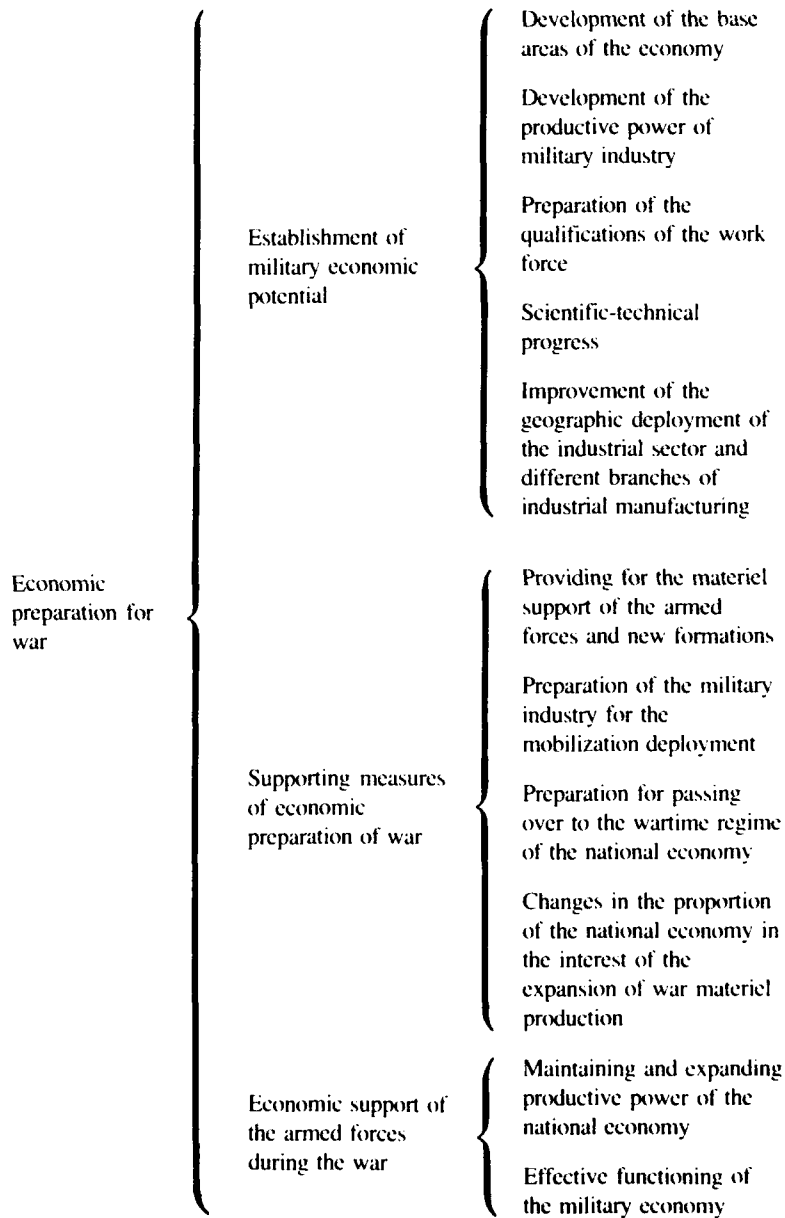 Economic
preparation for
war
Establishment of
military economic
potential
Development of the base
areas of the economy
Development of the
productive power of
military industry
Preparation of the
qualifications of the work
force
Scientific-technical
progress
Improvement of the
geographic deployment of
the industrial sector and
different branches of
industrial manufacturing
Supporting measures
of economic
preparation of war
Providing for the materiel
support of the armed
forces and new formations
Preparation of the military
industry for the
mobilization deployment
Preparation for passing
over to the wartime regime
of the national economy
Changes in the proportion
of the national economy in
the interest of the
expansion of war materiel
production
Economic support of
the armed forces
during the war
Maintaining and expanding
productive power of the
national economy
Effective functioning of
the military economy